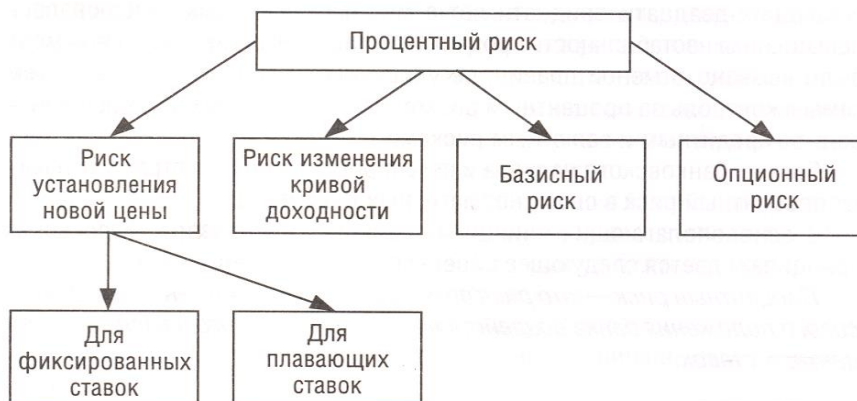 Процентный риск
Риск
установления
новой цены
Риск изменения
кривой
доходности
Базисный
риск
Опционный
риск
Для
фиксированных
ставок
Для
плавающих
ставок